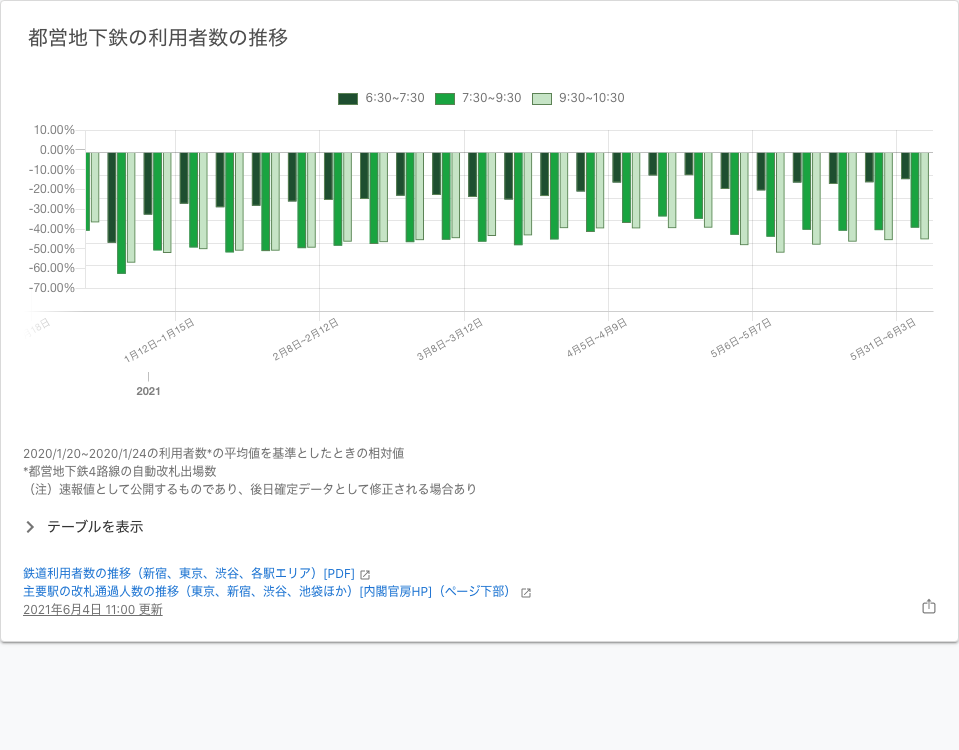 都営地下鉄の利用者数の推移
6:30~7:30 7:30~9:30 9:30~10:30
10.00%
0.00%
-10.00%
-20.00%
-30.00%
-40.00%
-50.00%
-60.00%
-70.00%
18日 1月12日~1月15日 2月8日~2月12日 3月8日~3月12日 4月5日~4月9日 5月6日~5月7日 5月31日~6月3日
2021
2020/1/20~2020/1/24の利用者数*の平均値を基準としたときの相対値
*都営地下鉄4路線の自動改札出場数
（注）速報値として公開するものであり、後日確定データとして修正される場合あり
テーブルを表示
鉄道利用者数の推移（新宿、東京、渋谷、各駅エリア）[PDF]
主要駅の改札通過人数の推移（東京、新宿、渋谷、池袋ほか）[内閣官房HP]（ページ下部）
2021年6月4日 11:00 更新